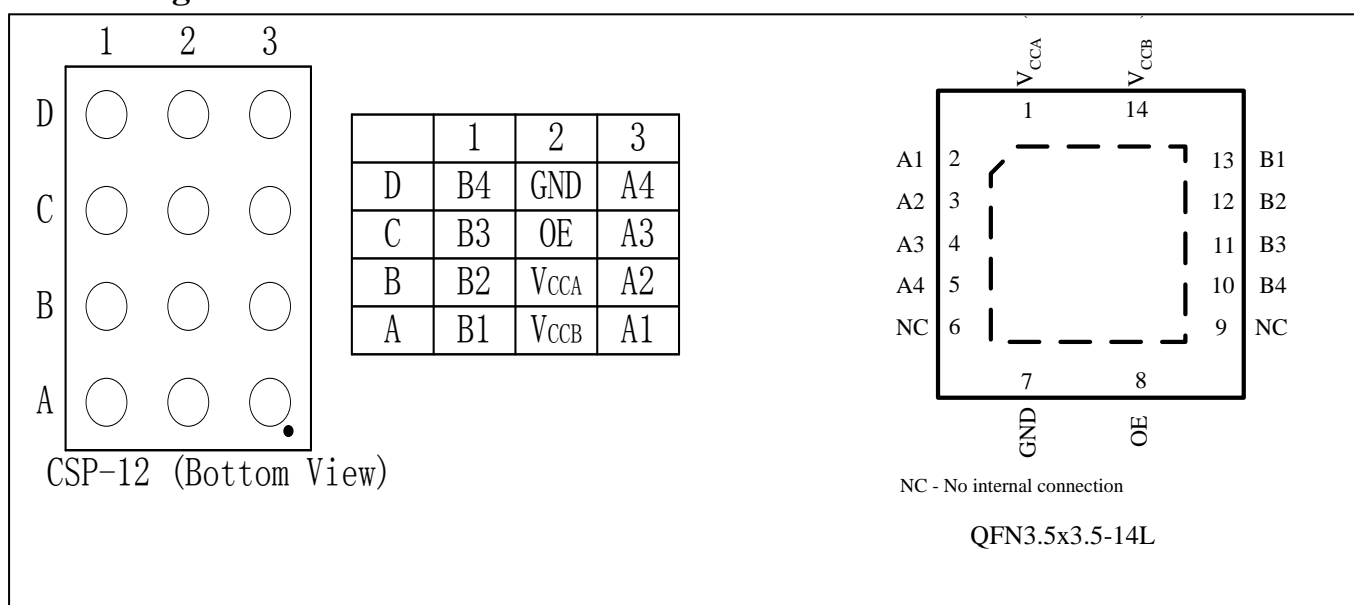 1 2 3
D
C
B
A
CSP-12 (Bottom View)
1 2 3
D B4 GND A4
C B3 OE A3
B B2 VCCA A2
A B1 VCCB A1
VCCA VCCB
1 14
A1 2 13 B1
A2 3 12 B2
A3 4 11 B3
A4 5 10 B4
NC 6 9 NC
7 8
GND OE
NC - No internal connection
QFN3.5x3.5-14L